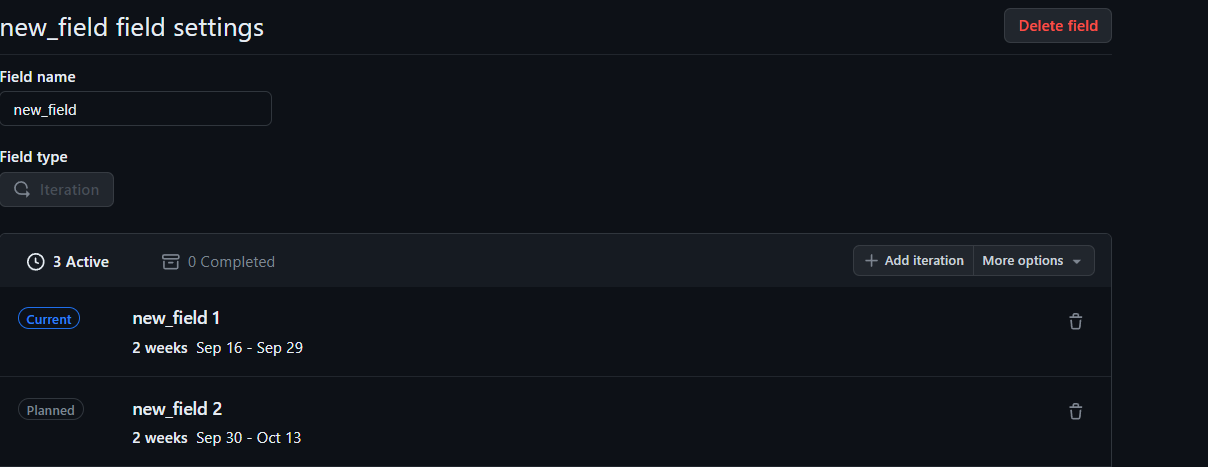 new_field field settings
Delete field
Field name
new_field
Field type
Iteration
3 Active
0 Completed
Add iteration
More options
Current
new_field 1
2 weeks Sep 16 - Sep 29
Planned
new_field 2
2 weeks Sep 30 - Oct 13